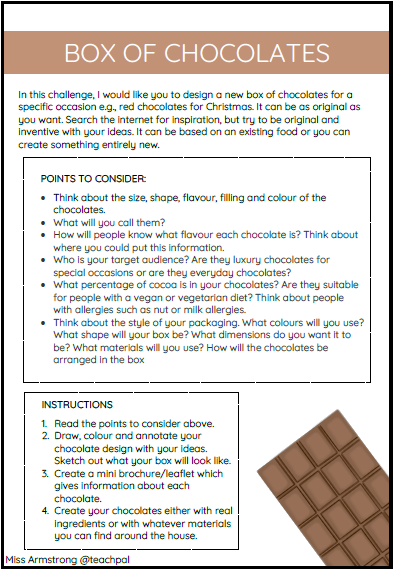 BOX OF CHOCOLATES
In this challenge, I would like you to design a new box of chocolates for a
specific occasion e.g., red chocolates for Christmas. It can be as original as
you want. Search the internet for inspiration, but try to be original and
inventive with your ideas. It can be based on an existing food or you can
create something entirely new.
POINTS TO CONSIDER:
• Think about the size, shape, flavour, filling and colour of the
chocolates.
• What will you call them?
• How will people know what flavour each chocolate is? Think about
where you could put this information.
• Who is your target audience? Are they luxury chocolates for
special occasions or are they everyday chocolates?
• What percentage of cocoa is in your chocolates? Are they suitable
for people with a vegan or vegetarian diet? Think about people
with allergies such as nut or milk allergies.
• Think about the style of your packaging. What colours will you use?
What shape will your box be? What dimensions do you want it to
be? What materials will you use? How will the chocolates be
arranged in the box
INSTRUCTIONS
1. Read the points to consider above.
2. Draw, colour and annotate your
chocolate design with your ideas.
Sketch out what your box will look like.
3. Create a mini brochure/leaflet which
gives information about each
chocolate.
4. Create your chocolates either with real
ingredients or with whatever materials
you can find around the house.
Miss Armstrong @teachpal